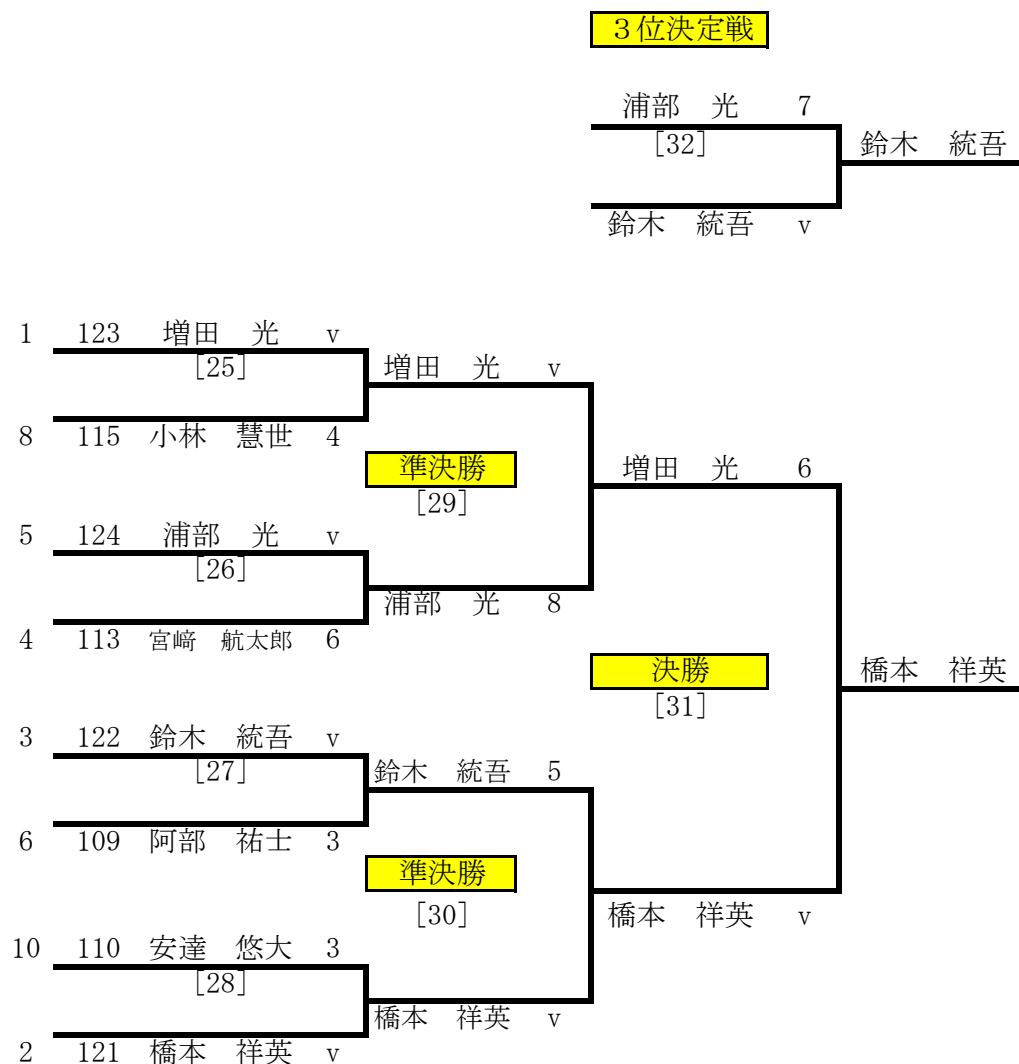 3位決定戦
浦部 光 7
[32]
鈴木 統吾
鈴木 統吾 v
1 123 増田 光 v
[25]
増田 光 v
8 115 小林 慧世 4
準決勝
[29]
増田 光 6
5 124 浦部 光 v
[26]
浦部 光 8
4 113 宮﨑 航太郎 6
決勝
[31]
橋本 祥英
3 122 鈴木 統吾 v
[27]
鈴木 統吾 5
6 109 阿部 祐士 3
準決勝
[30]
橋本 祥英 v
10 110 安達 悠大 3
[28]
橋本 祥英 v
2 121 橋本 祥英 v